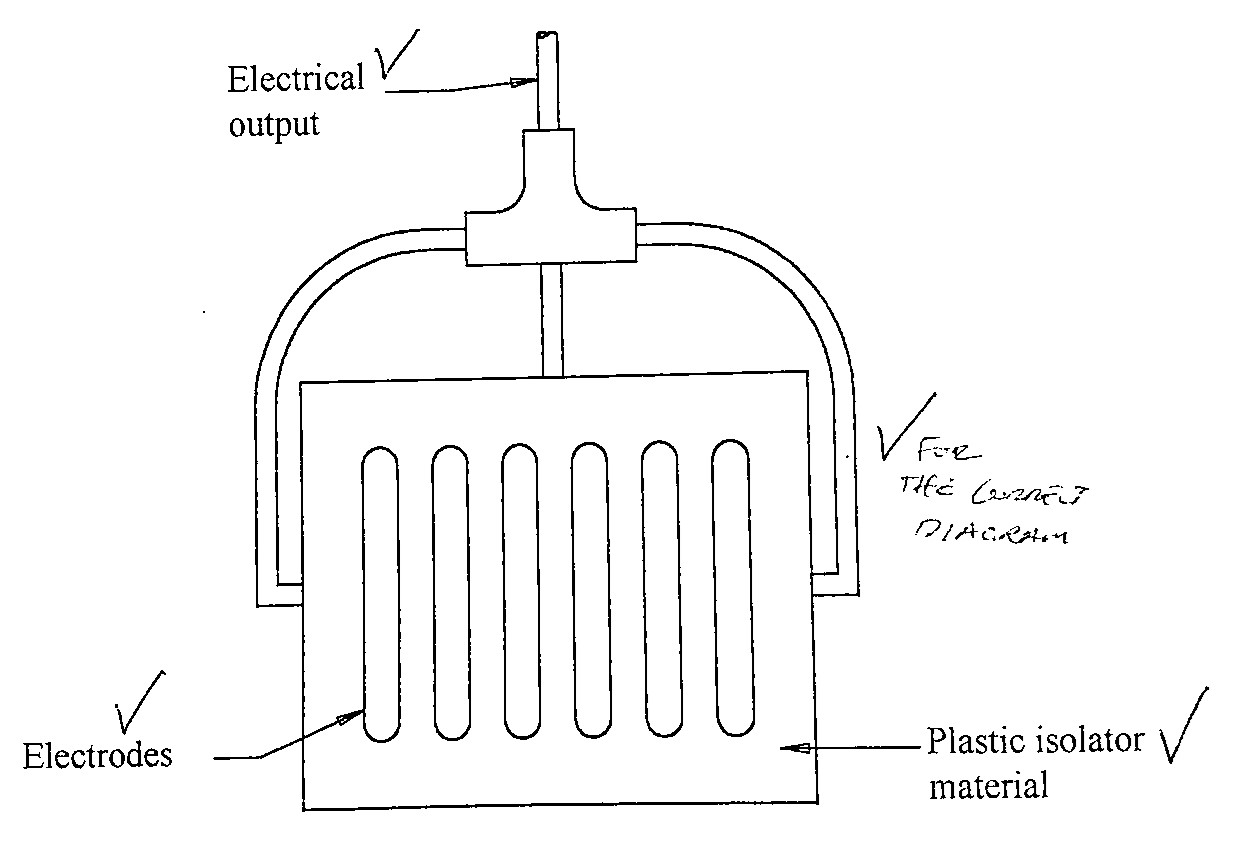 Electrical
output
FOR
THE CORRECT
DIAGRAM
Electrodes
Plastic isolator
material